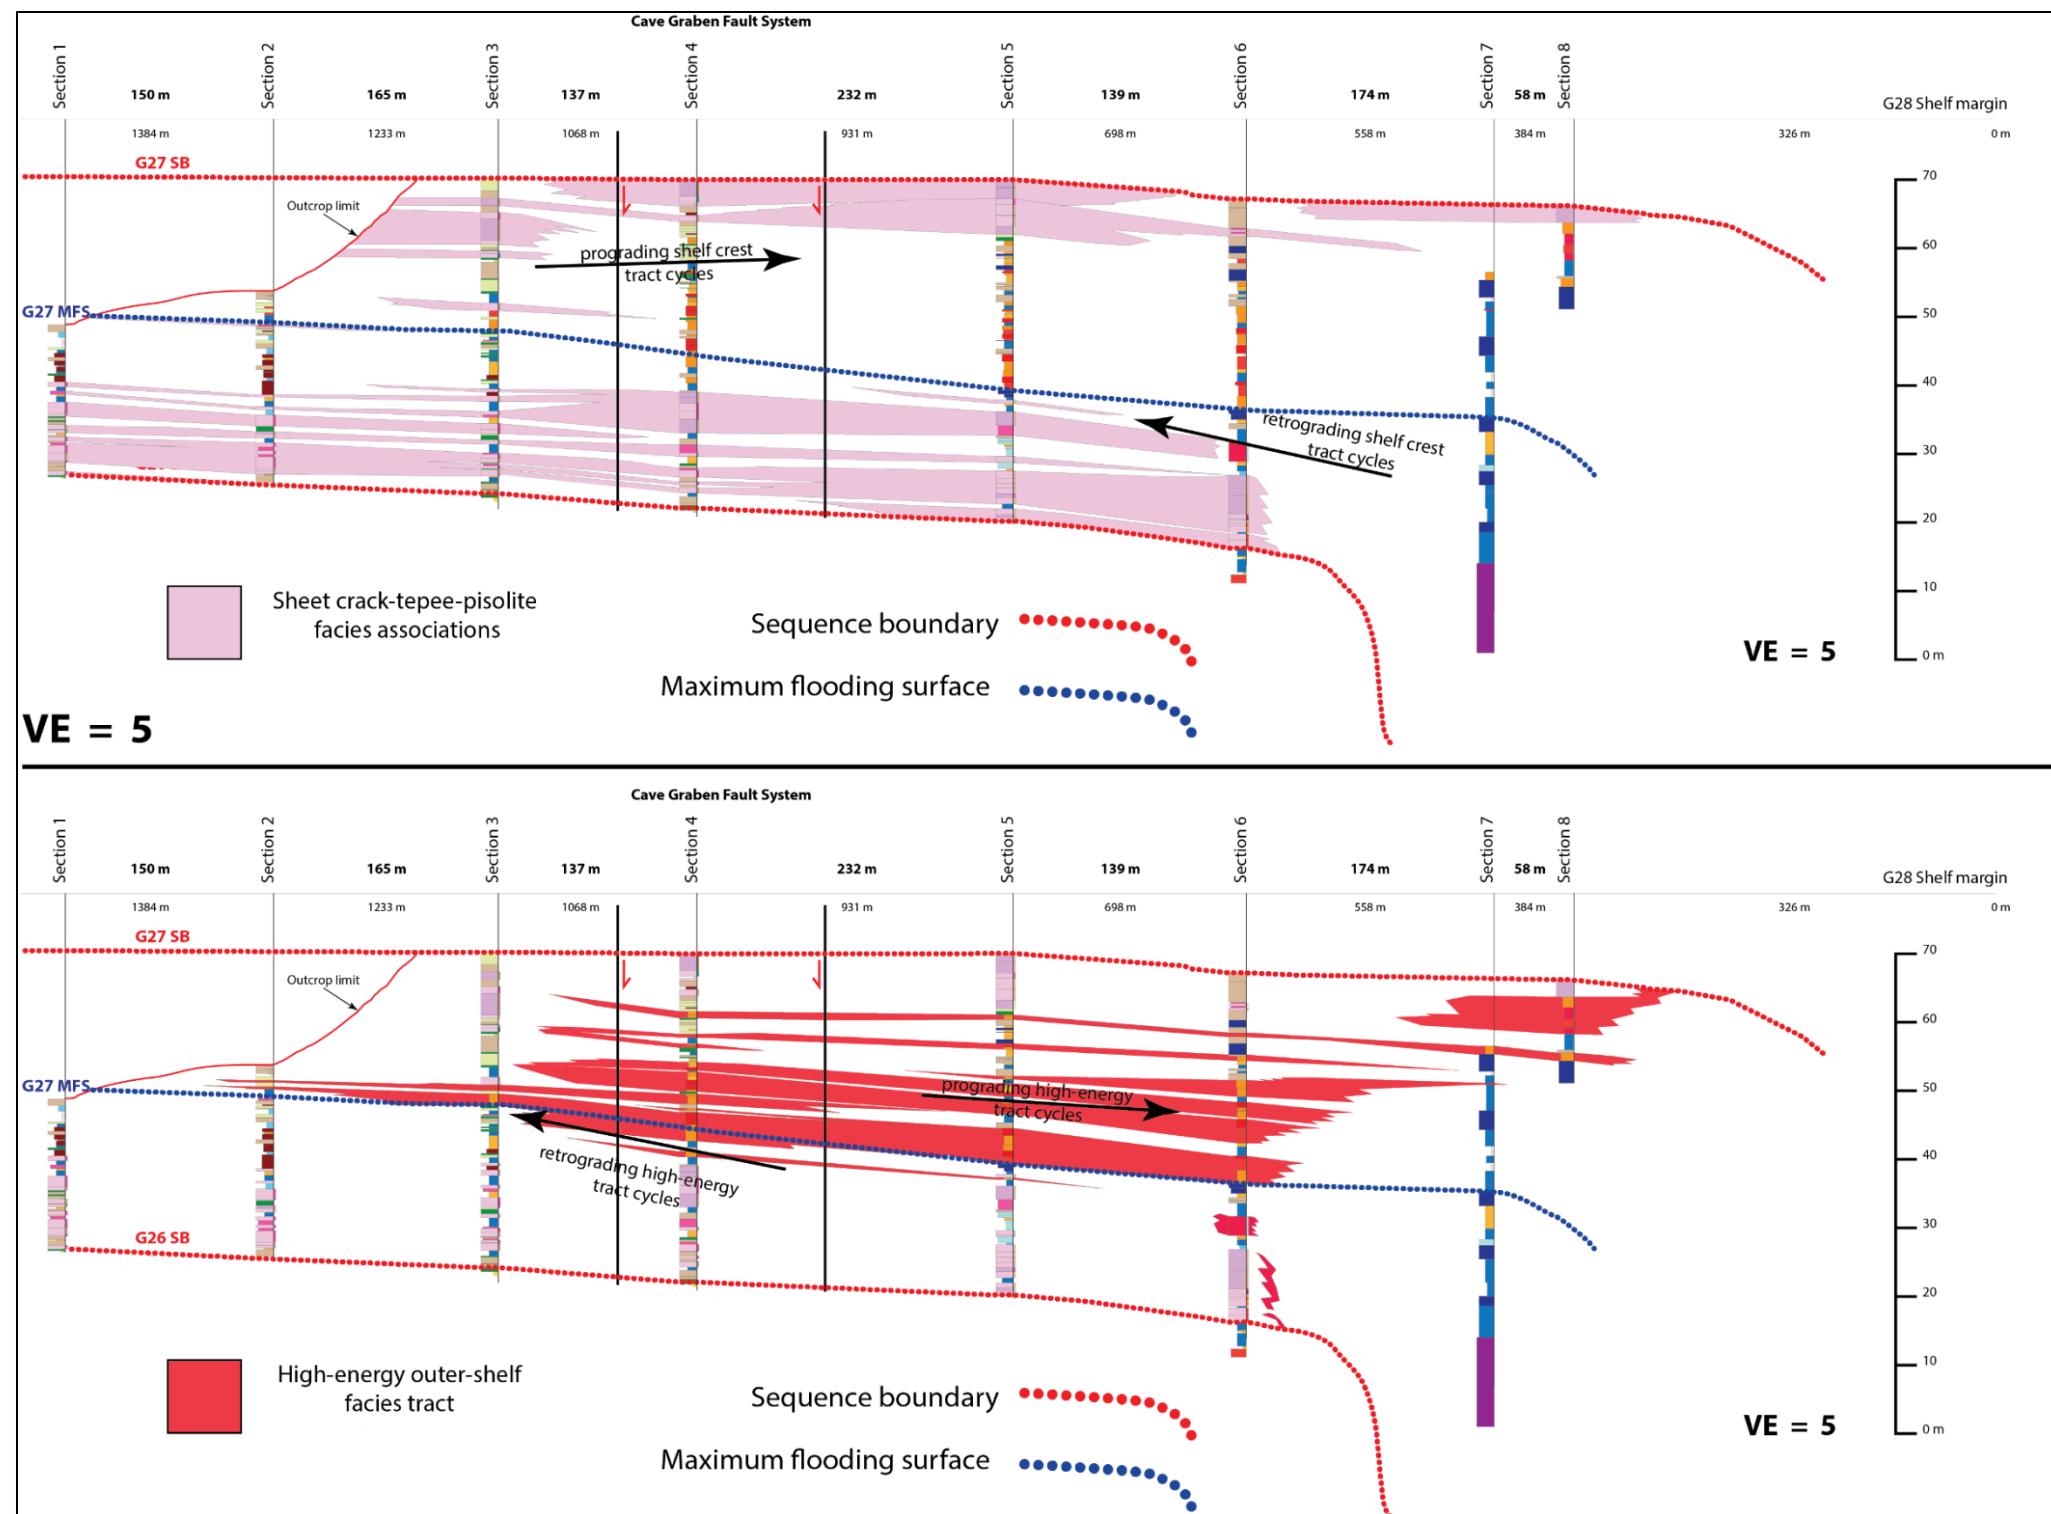 Cave Graben Fault System
Section 1
Section 2
Section 3
Section 4
Section 5
Section 6
Section 7
Section 8
150 m
165 m
137 m
232 m
139 m
174 m
58 m
G28 Shelf margin
1384 m
1233 m
1068 m
931 m
698 m
558 m
384 m
326 m
0 m
G27 SB
70
Outcrop limit
prograding shelf crest
tract cycles
60
G27 MFS
50
40
retrograding shelf crest
tract cycles
30
20
10
Sheet crack-tepee-pisolite
facies associations
Sequence boundary
0 m
VE = 5
Maximum flooding surface
VE = 5
Cave Graben Fault System
Section 1
Section 2
Section 3
Section 4
Section 5
Section 6
Section 7
Section 8
150 m
165 m
137 m
232 m
139 m
174 m
58 m
G28 Shelf margin
1384 m
1233 m
1068 m
931 m
698 m
558 m
384 m
326 m
0 m
G27 SB
70
Outcrop limit
60
G27 MFS
prograding high-energy
tract cycles
50
retrograding high-energy
tract cycles
40
30
G26 SB
20
10
High-energy outer-shelf
facies tract
Sequence boundary
0 m
VE = 5
Maximum flooding surface